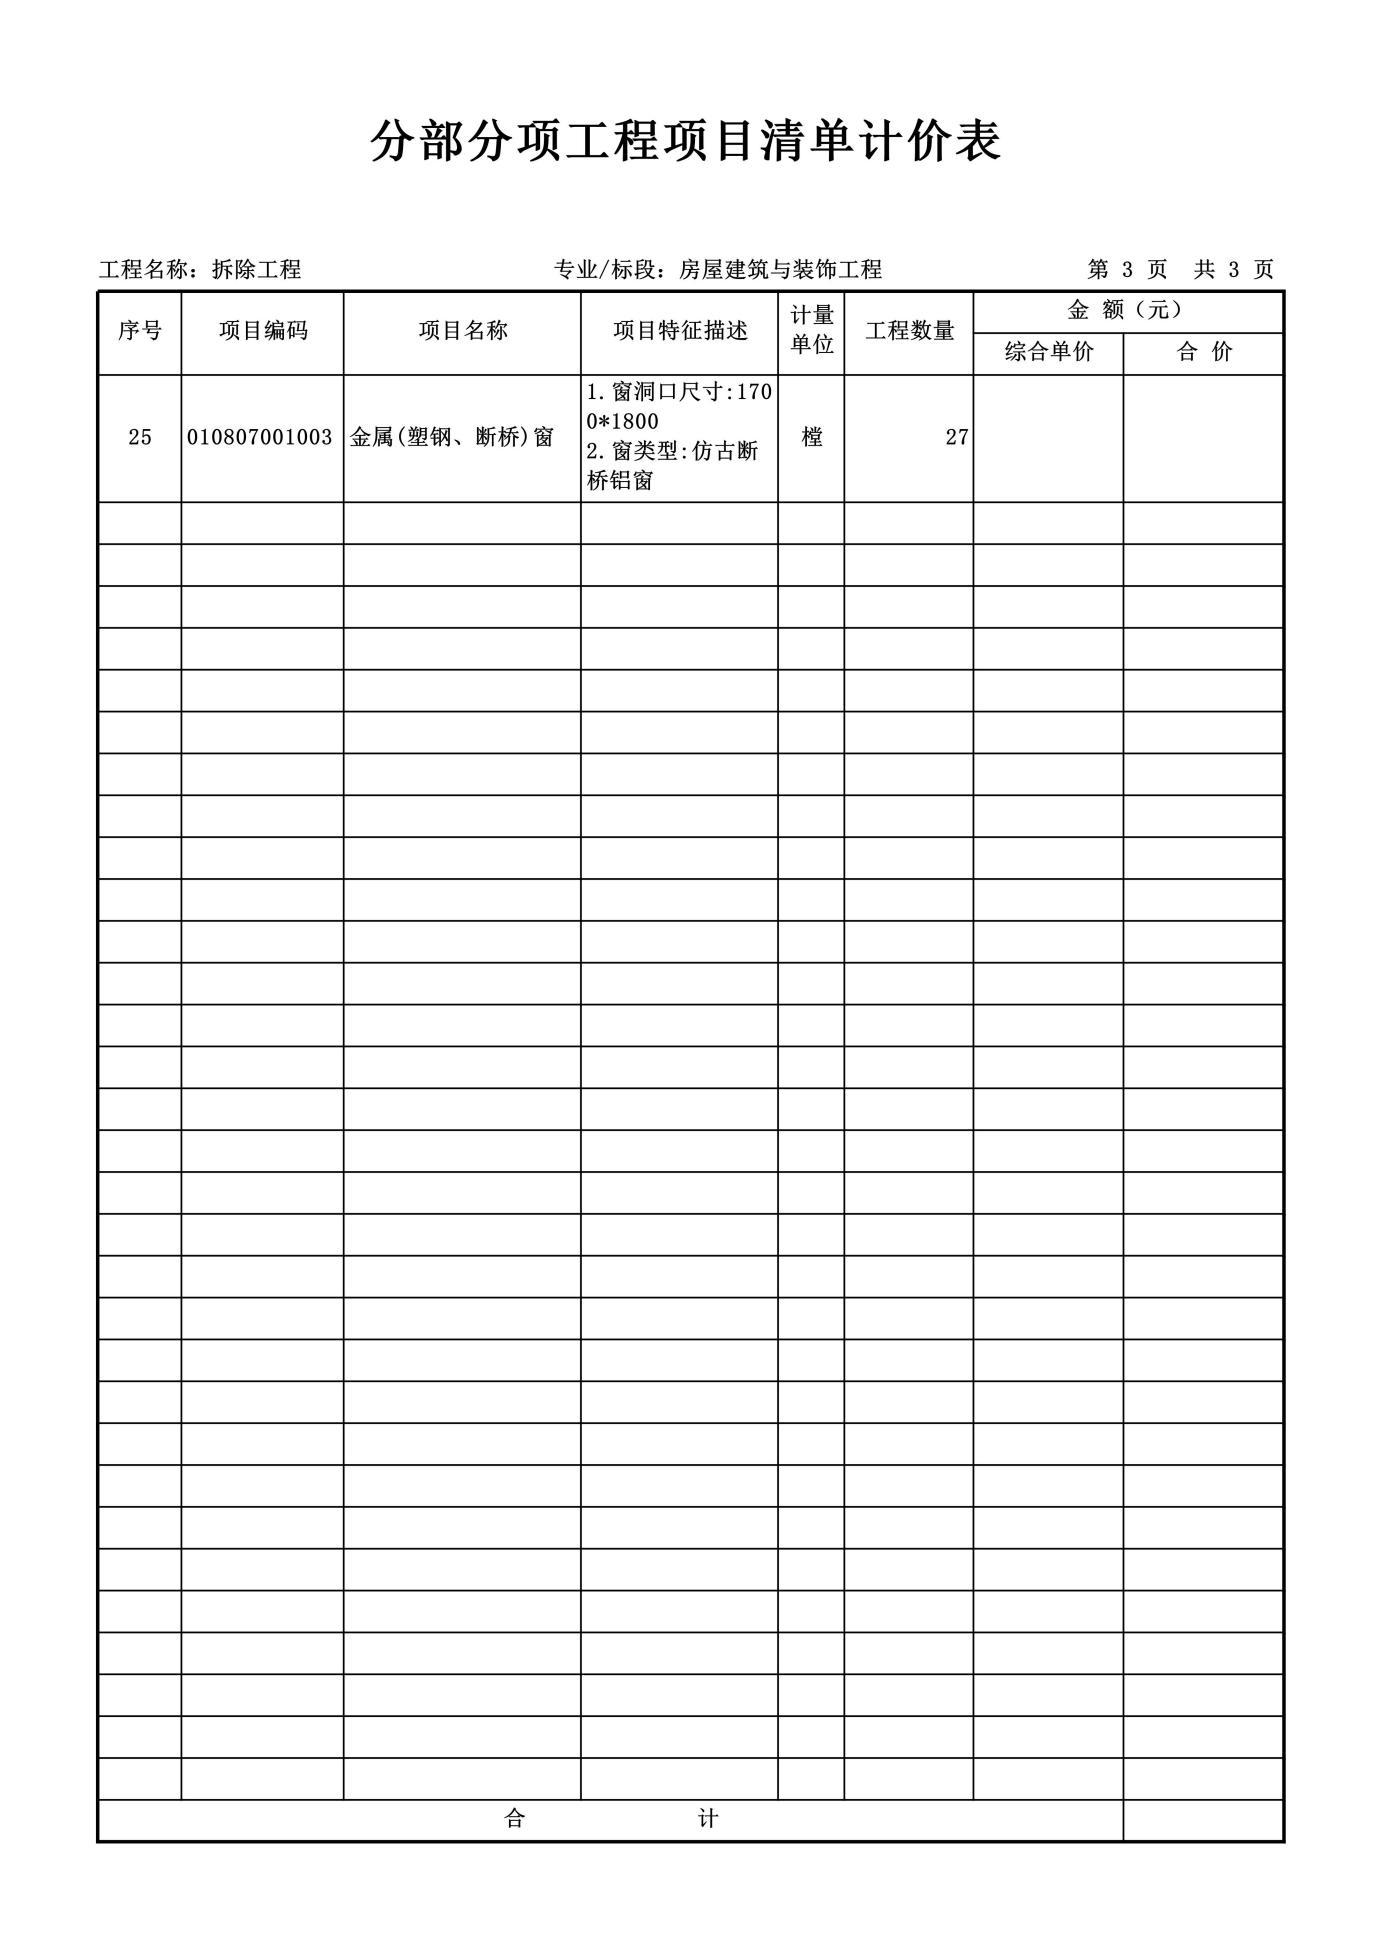 分部分项工程项目清单计价表
工程名称：拆除工程 专业/标段：房屋建筑与装饰工程 第 3 页 共 3 页
序号 项目编码 项目名称 项目特征描述 计量单位 工程数量 金 额（元）
综合单价 合 价
25 010807001003 金属(塑钢、断桥)窗 1.窗洞口尺寸:170
0*1800
2.窗类型:仿古断
桥铝窗
樘 27
合 计